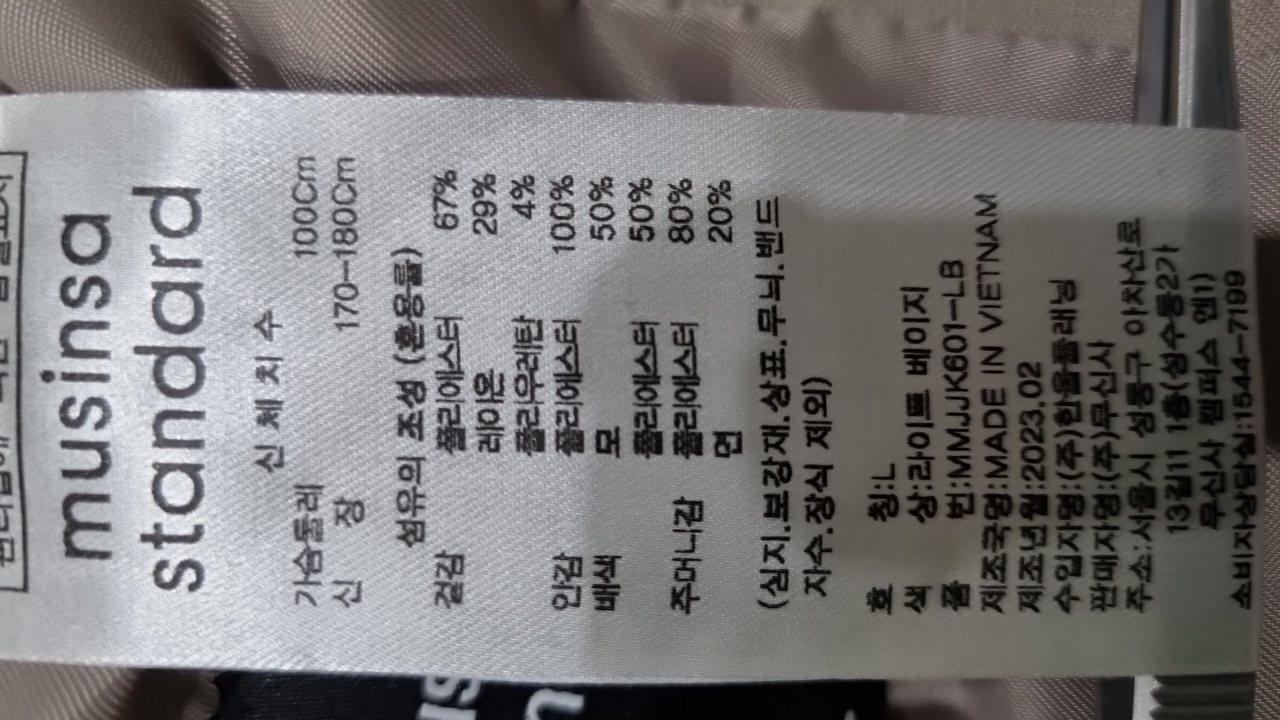 musinsa
standard
신 체 치 수
가슴둘레 100Cm
신 장 170-180Cm
섬유의 조성 (혼용률)
겉감 폴리에스터 67%
레이온 29%
폴리우레탄 4%
안감 폴리에스터 100%
배색 모 50%
폴리에스터 50%
주머니감 폴리에스터 80%
면 20%
(심지.보강재.상표.무늬.밴드
자수.장식 제외)
호 칭:L
색 상:라이트 베이지
품 번:MMJJK601-LB
제조국명:MADE IN VIETNAM
제조년월:2023.02
수입자명:(주)한울플래닝
판매자명:(주)무신사
주소:서울시 성동구 아차산로
13길11 1층(성수동2가
무신사 캠퍼스 엔1)
소비자상담실:1544-7199